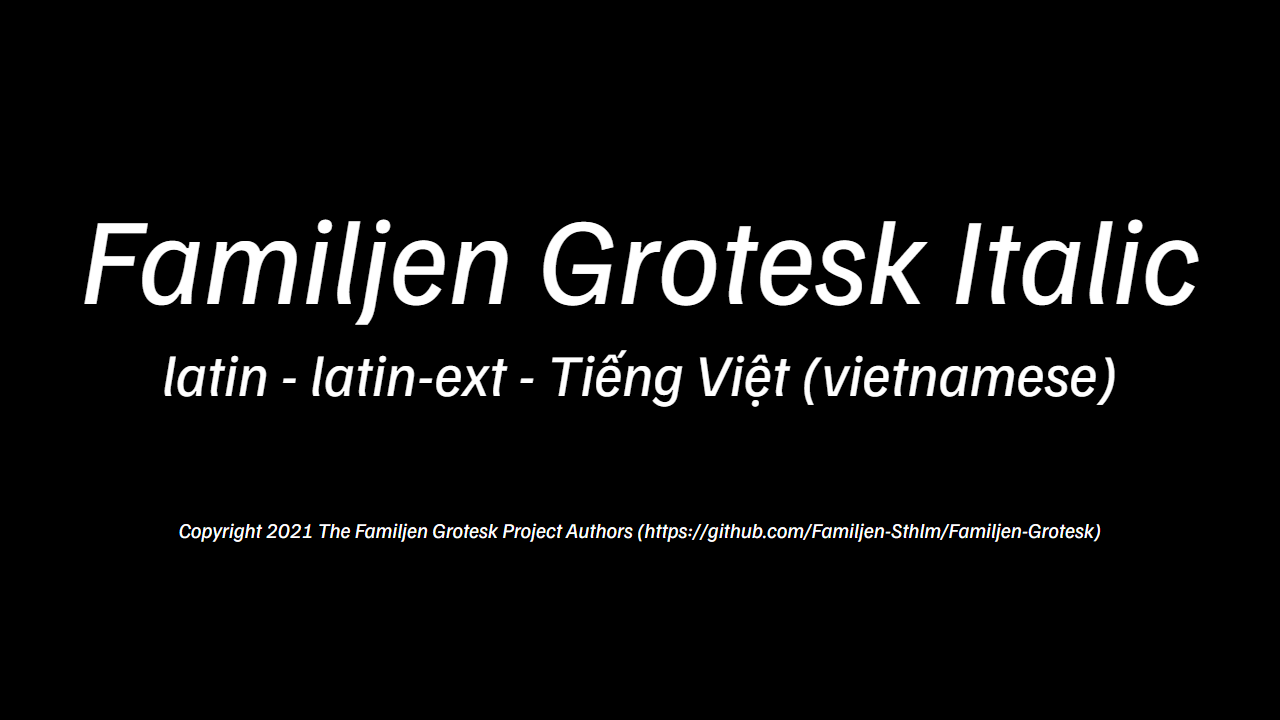 Familjen Grotesk Italic
latin - latin-ext - Tiếng Việt (vietnamese)
Copyright 2021 The Familjen Grotesk Project Authors (https://github.com/Familjen-Sthlm/Familjen-Grotesk)